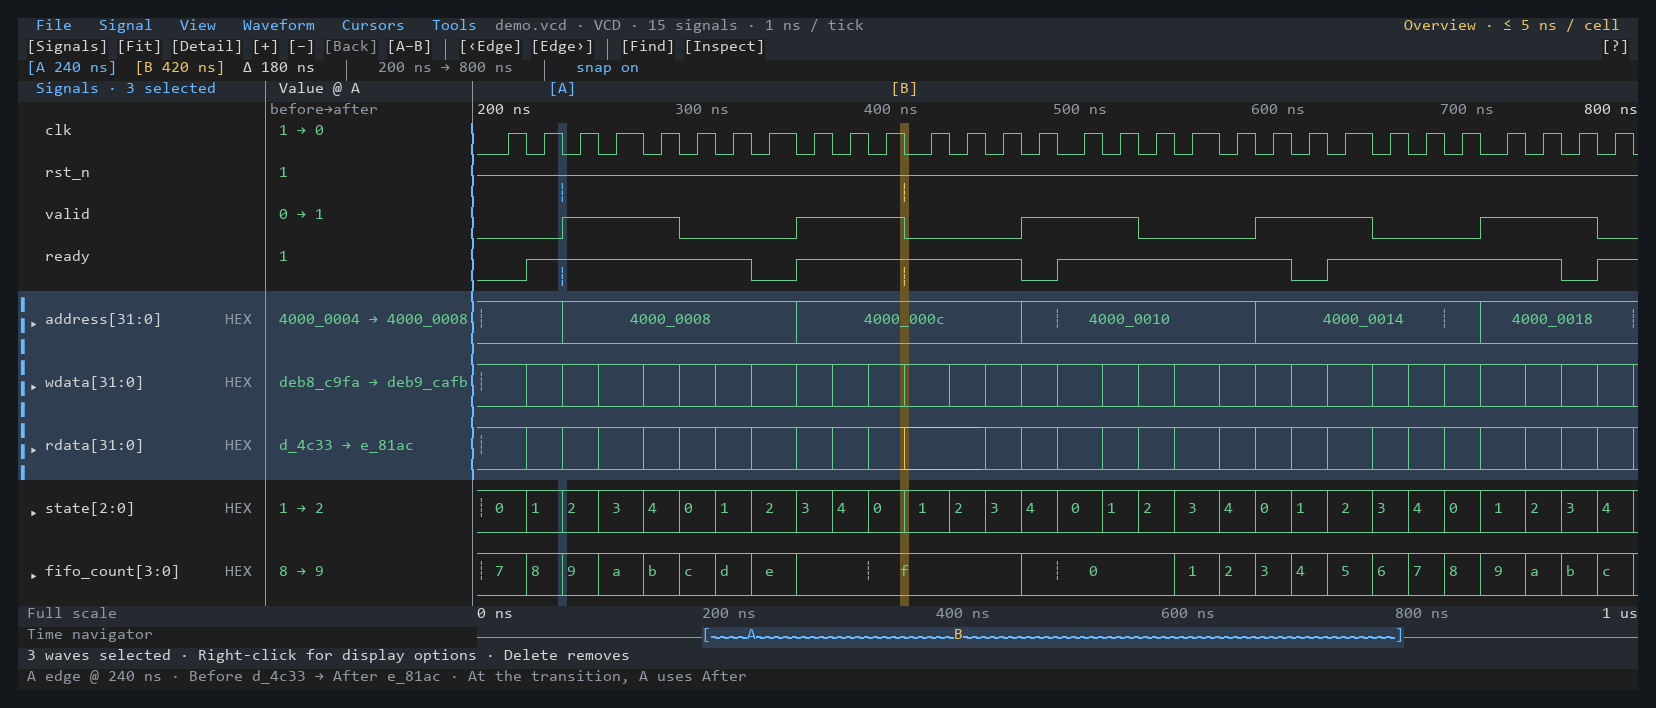 File Signal View Waveform Cursors Tools demo.vcd · VCD · 15 signals · 1 ns / tick Overview · ≤ 5 ns / cell
[Signals] [Fit] [Detail] [+] [−] [Back] [A−B] │ [‹Edge] [Edge›] │ [Find] [Inspect] [?]
[A 240 ns] [B 420 ns] Δ 180 ns │ 200 ns → 800 ns │ snap on
Signals · 3 selected Value @ A [A] [B]
before→after 200 ns 300 ns 400 ns 500 ns 600 ns 700 ns 800 ns
clk 1 → 0
rst_n 1
valid 0 → 1
ready 1
▸ address[31:0] HEX 4000_0004 → 4000_0008 4000_0008 4000_000c 4000_0010 4000_0014 4000_0018
▸ wdata[31:0] HEX deb8_c9fa → deb9_cafb
▸ rdata[31:0] HEX d_4c33 → e_81ac
▸ state[2:0] HEX 1 → 2 0 1 2 3 4 0 1 2 3 4 0 1 2 3 4 0 1 2 3 4 0 1 2 3 4 0 1 2 3 4
▸ fifo_count[3:0] HEX 8 → 9 7 8 9 a b c d e f 0 1 2 3 4 5 6 7 8 9 a b c
Full scale 0 ns 200 ns 400 ns 600 ns 800 ns 1 us
Time navigator [ A B ]
3 waves selected · Right-click for display options · Delete removes
A edge @ 240 ns · Before d_4c33 → After e_81ac · At the transition, A uses After